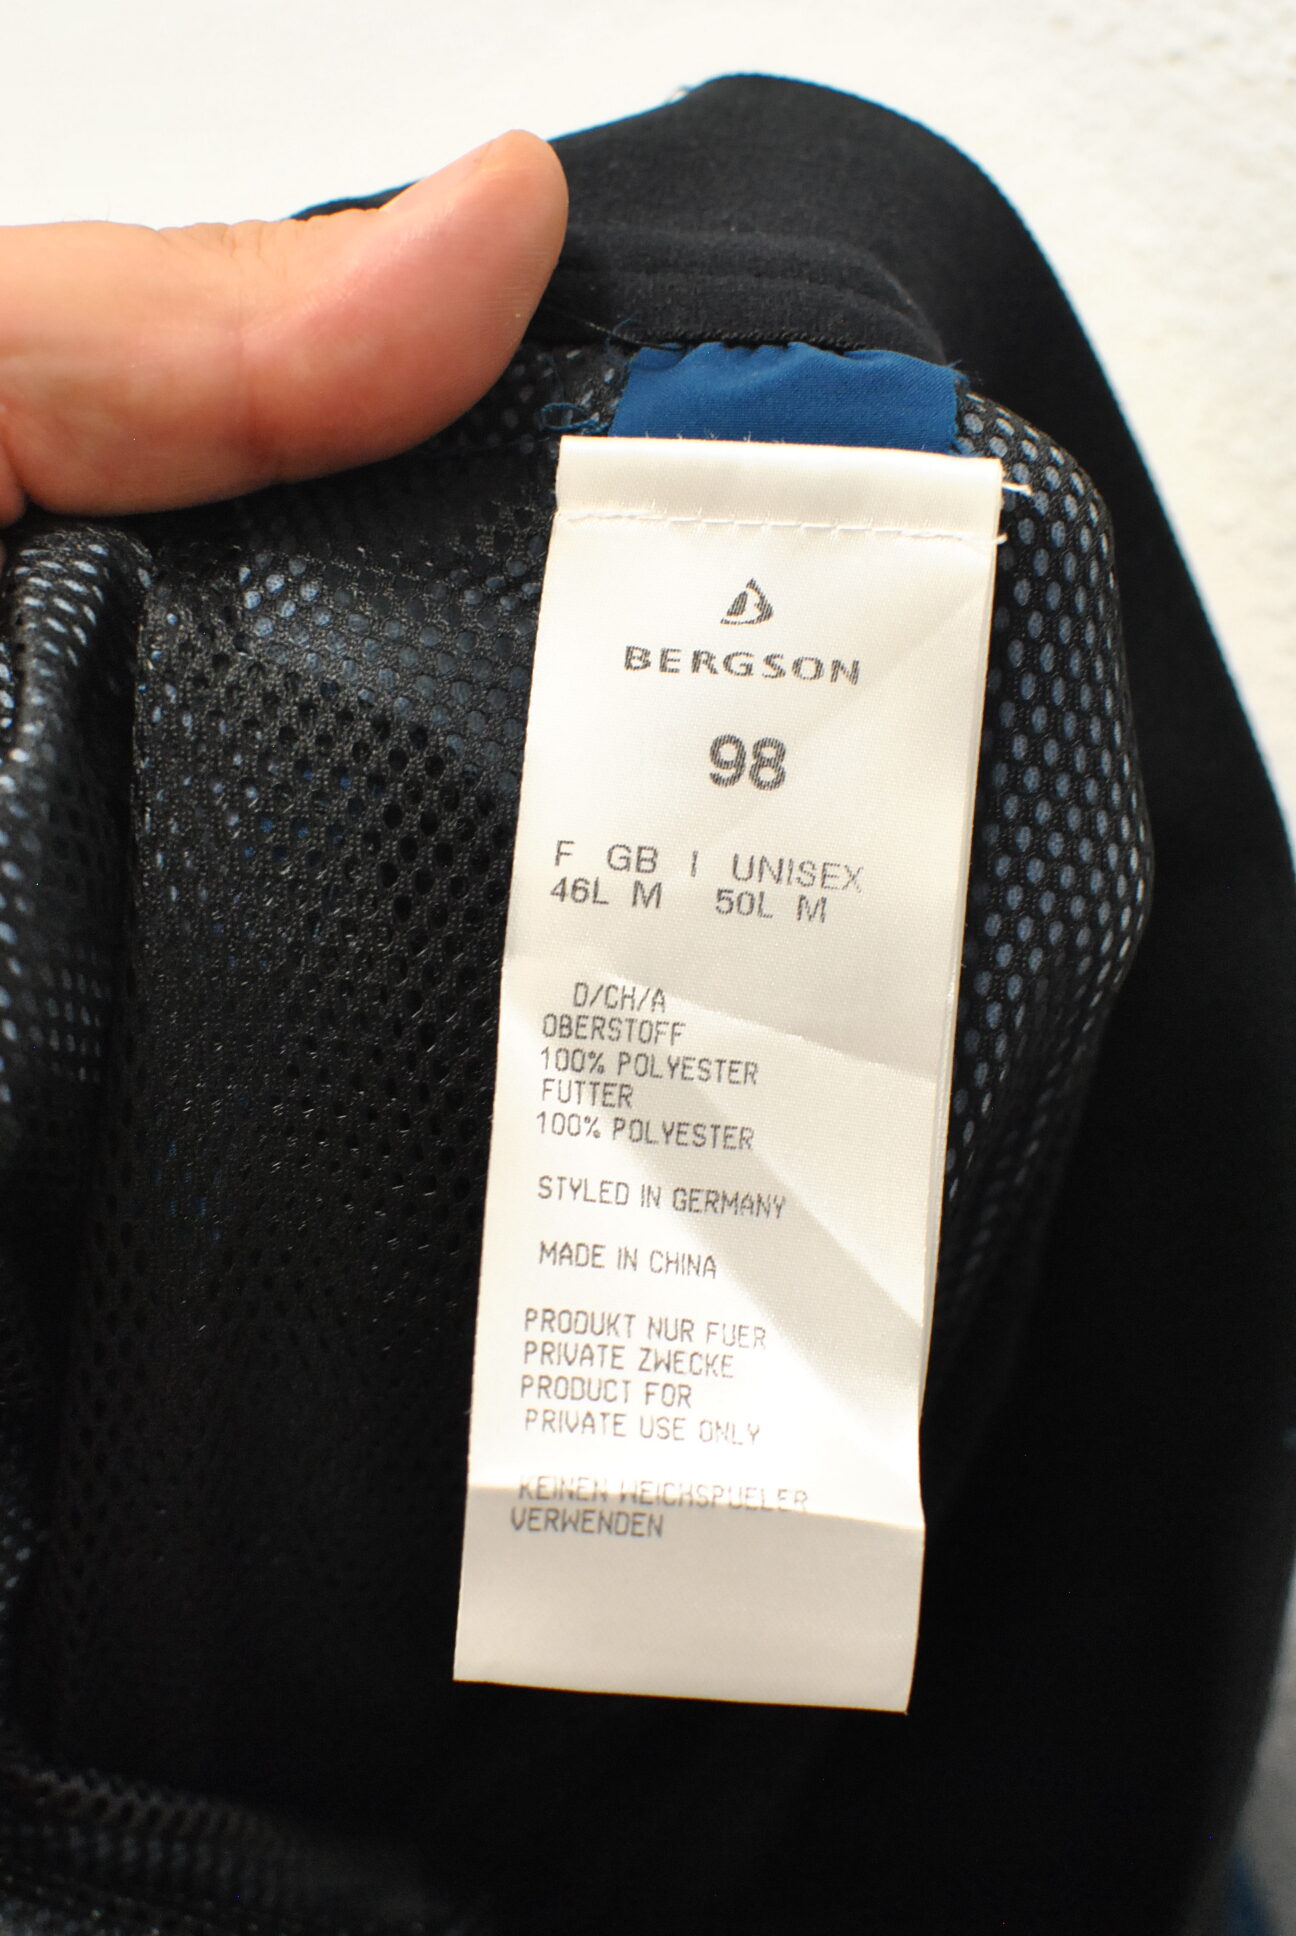 BERGSON
98
F GB I UNISEX
46L M 50L M
D/CH/A
OBERSTOFF
100% POLYESTER
FUTTER
100% POLYESTER
STYLED IN GERMANY
MADE IN CHINA
PRODUKT NUR FUER
PRIVATE ZWECKE
PRODUCT FOR
PRIVATE USE ONLY
KEINEN WEICHSPUELER
VERWENDEN